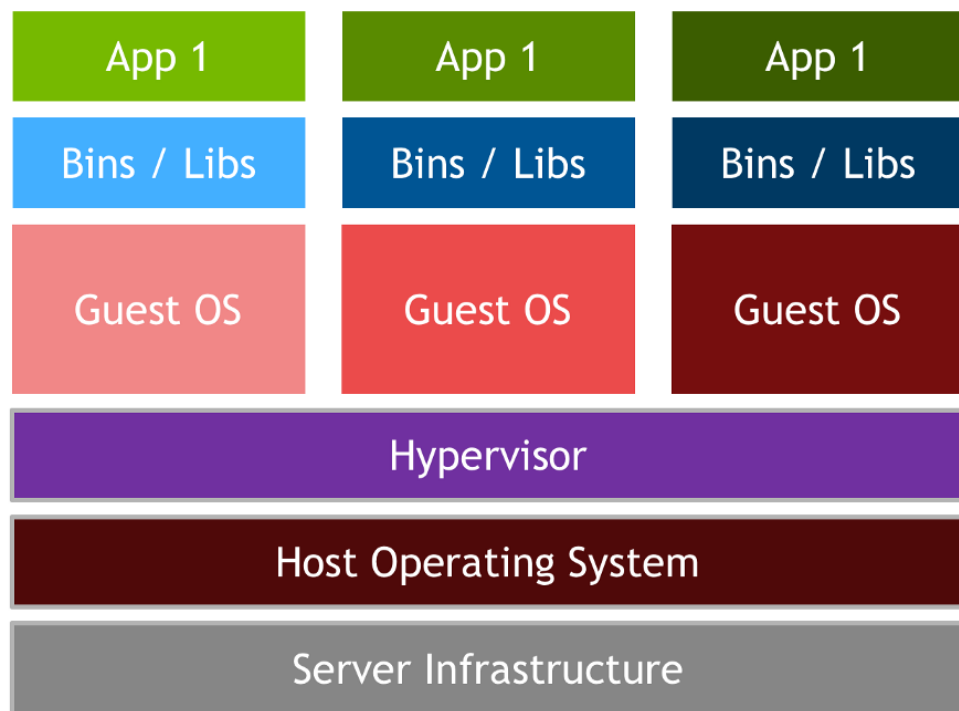 App 1
App 1
App 1
Bins / Libs
Bins / Libs
Bins / Libs
Guest OS
Guest OS
Guest OS
Hypervisor
Host Operating System
Server Infrastructure